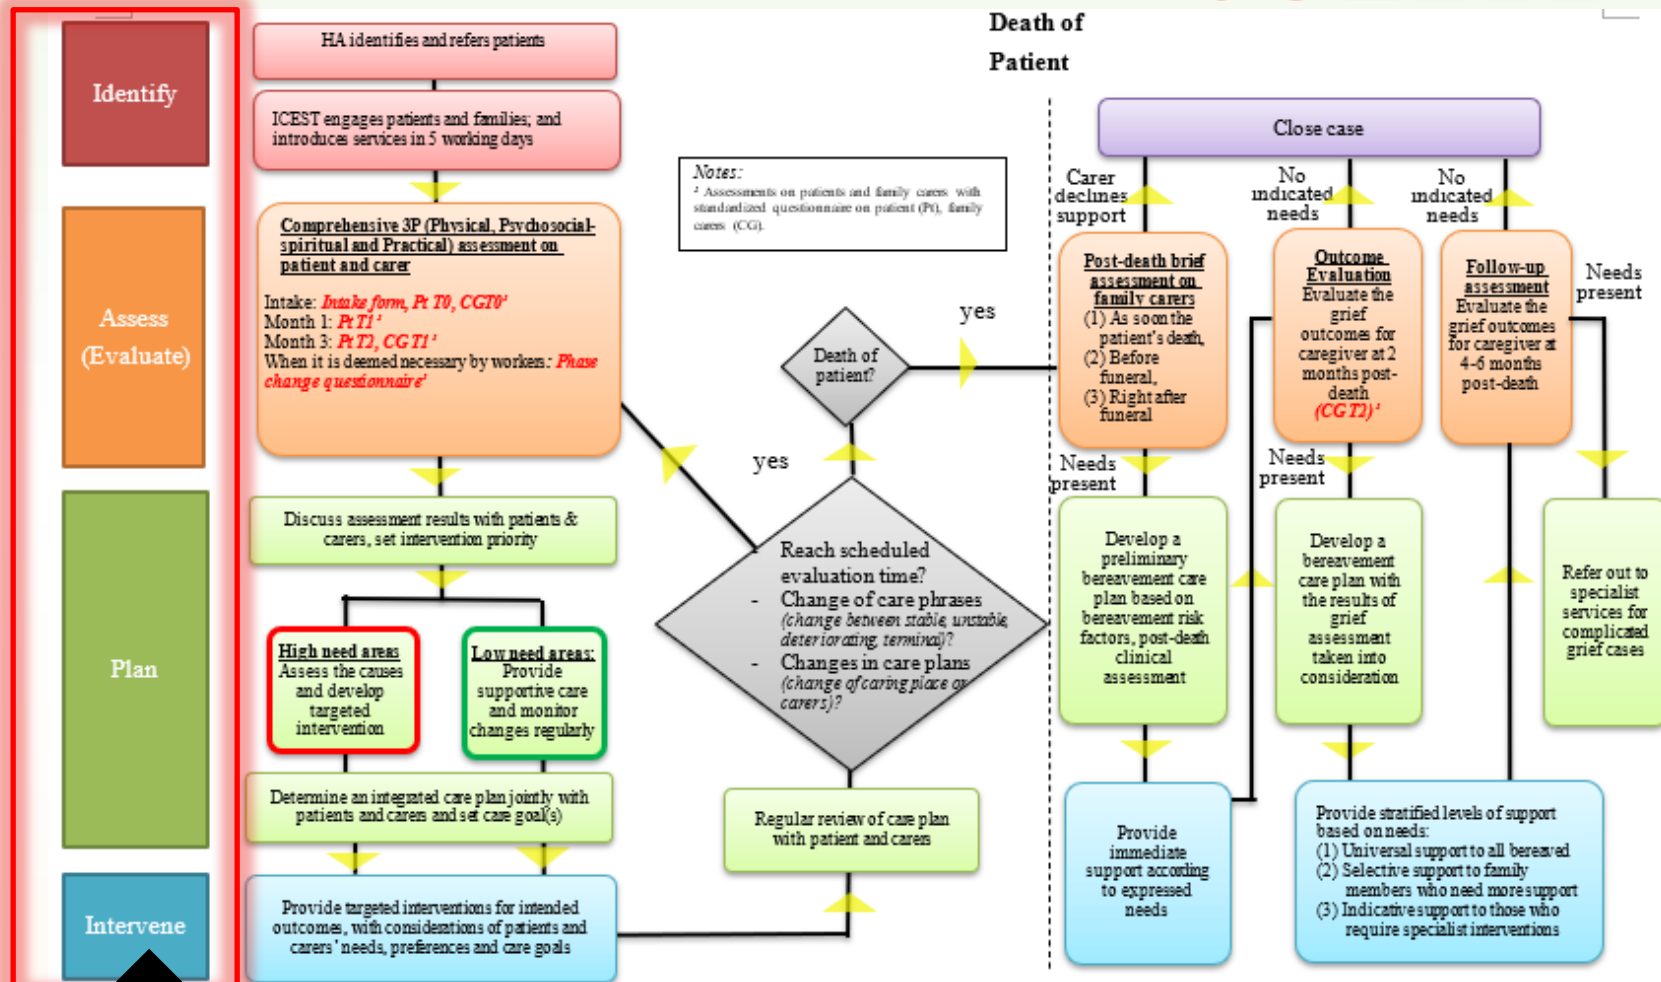 Death of
Patient
Identify
Assess
(Evaluate)
Plan
Intervene
HA identifies and refers patients
ICEST engages patients and families; and
introduces services in 5 working days
Comprehensive 3P (Physical, Psychosocial-
spiritual and Practical) assessment on
patient and carer
Intake: Intake form, Pt T0, CGT0¹
Month 1: Pt T1¹
Month 3: Pt T2, CGT1¹
When it is deemed necessary by workers: Phase
change questionnaire¹
Discuss assessment results with patients &
carers, set intervention priority
High need areas
Assess the causes
and develop
targeted
intervention
Low need areas:
Provide
supportive care
and monitor
changes regularly
Determine an integrated care plan jointly with
patients and carers and set care goal(s)
Provide targeted interventions for intended
outcomes, with considerations of patients and
carers' needs, preferences and care goals
Notes:
¹ Assessments on patients and family carers with
standardized questionnaire on patient (Pt), family
carers (CG).
Death of
patient?
yes
yes
- Reach scheduled
evaluation time?
- Change of care phrases
(change between stable, unstable,
deteriorating, terminal)?
- Changes in care plans
(change of caring place or
carers)?
Regular review of care plan
with patient and carers
Close case
Carer
declines
support
No
indicated
needs
No
indicated
needs
Post-death brief
assessment on
family carers
(1) As soon the
patient's death,
(2) Before
funeral,
(3) Right after
funeral
Outcome
Evaluation
Evaluate the
grief
outcomes for
caregiver at 2
months post-
death
(CGT2)¹
Follow-up
assessment
Evaluate the
grief outcomes
for caregiver at
4-6 months
post-death
Needs
present
Needs
present
Needs
present
Develop a
preliminary
bereavement care
plan based on
bereavement risk
factors, post-death
clinical
assessment
Develop a
bereavement
care plan with
the results of
grief
assessment
taken into
consideration
Refer out to
specialist
services for
complicated
grief cases
Provide
immediate
support according
to expressed
needs
Provide stratified levels of support
based on needs:
(1) Universal support to all bereaved
(2) Selective support to family
members who need more support
(3) Indicative support to those who
require specialist interventions